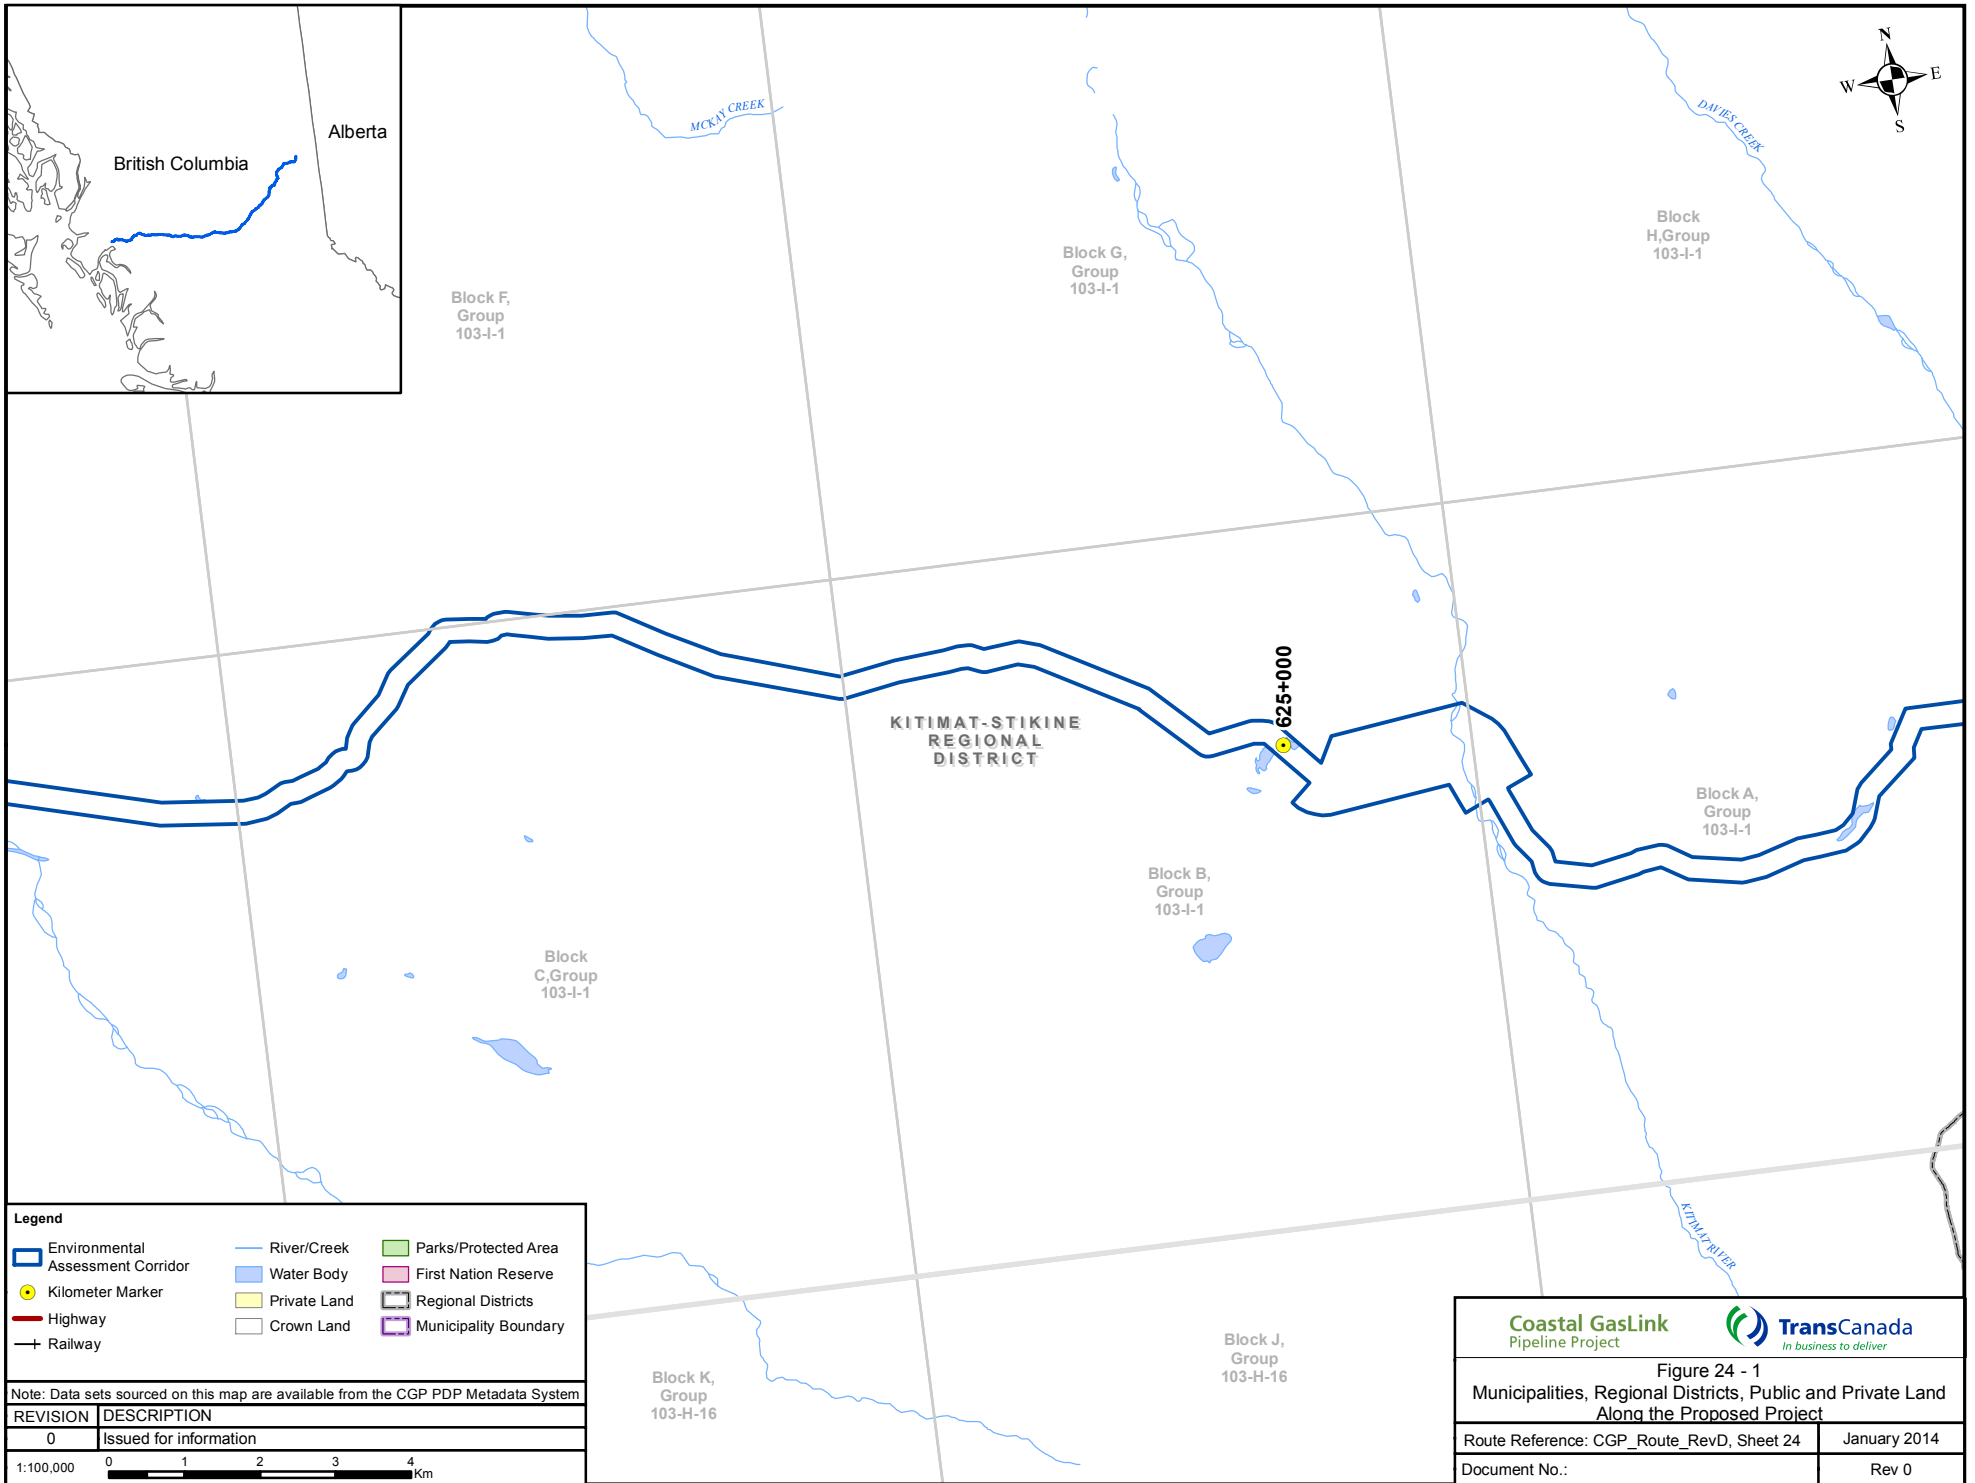 British Columbia
Alberta
MCKAY CREEK
DAVIES CREEK
N
W
E
S
Block F,
Group
103-I-1
Block G,
Group
103-I-1
Block
H,Group
103-I-1
625+000
KITIMAT-STIKINE
REGIONAL
DISTRICT
Block A,
Group
103-I-1
Block B,
Group
103-I-1
Block
C,Group
103-I-1
KITIMAT RIVER
Block K,
Group
103-H-16
Block J,
Group
103-H-16
Legend
Environmental
Assessment Corridor
Kilometer Marker
Highway
Railway
River/Creek
Water Body
Private Land
Crown Land
Parks/Protected Area
First Nation Reserve
Regional Districts
Municipality Boundary
Note: Data sets sourced on this map are available from the CGP PDP Metadata System
REVISION DESCRIPTION
0 Issued for information
1:100,000 0 1 2 3 4 Km
Coastal GasLink
Pipeline Project
TransCanada
In business to deliver
Figure 24 - 1
Municipalities, Regional Districts, Public and Private Land
Along the Proposed Project
Route Reference: CGP_Route_RevD, Sheet 24
January 2014
Document No.:
Rev 0